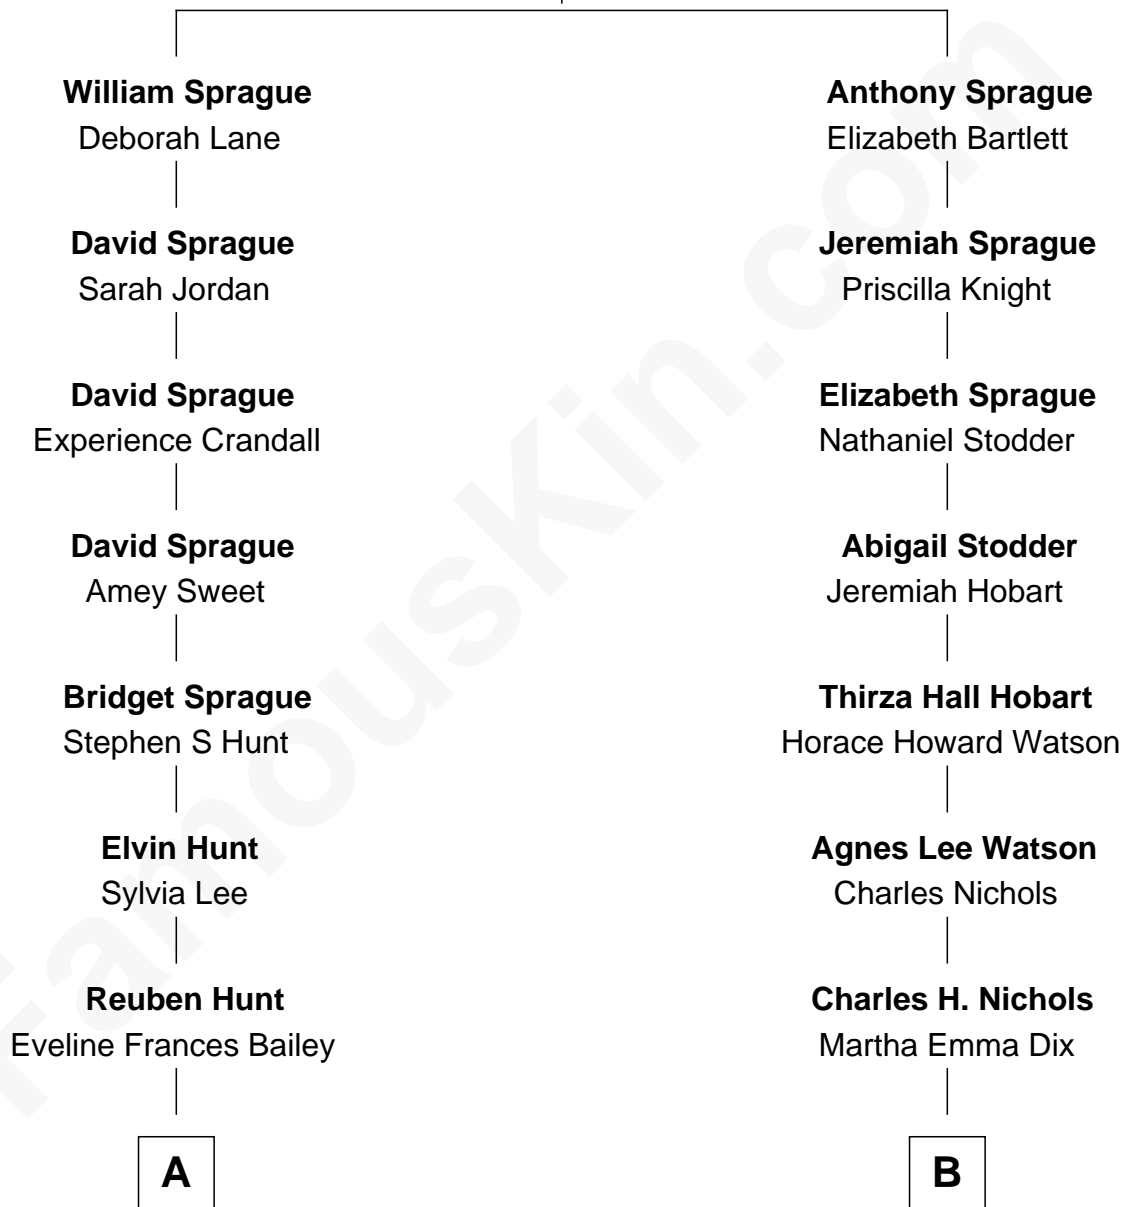 William Sprague
Deborah Lane
David Sprague
Sarah Jordan
David Sprague
Experience Crandall
David Sprague
Amey Sweet
Bridget Sprague
Stephen S Hunt
Elvin Hunt
Sylvia Lee
Reuben Hunt
Eveline Frances Bailey
A
Anthony Sprague
Elizabeth Bartlett
Jeremiah Sprague
Priscilla Knight
Elizabeth Sprague
Nathaniel Stodder
Abigail Stodder
Jeremiah Hobart
Thirza Hall Hobart
Horace Howard Watson
Agnes Lee Watson
Charles Nichols
Charles H. Nichols
Martha Emma Dix
B
FamousKin.com